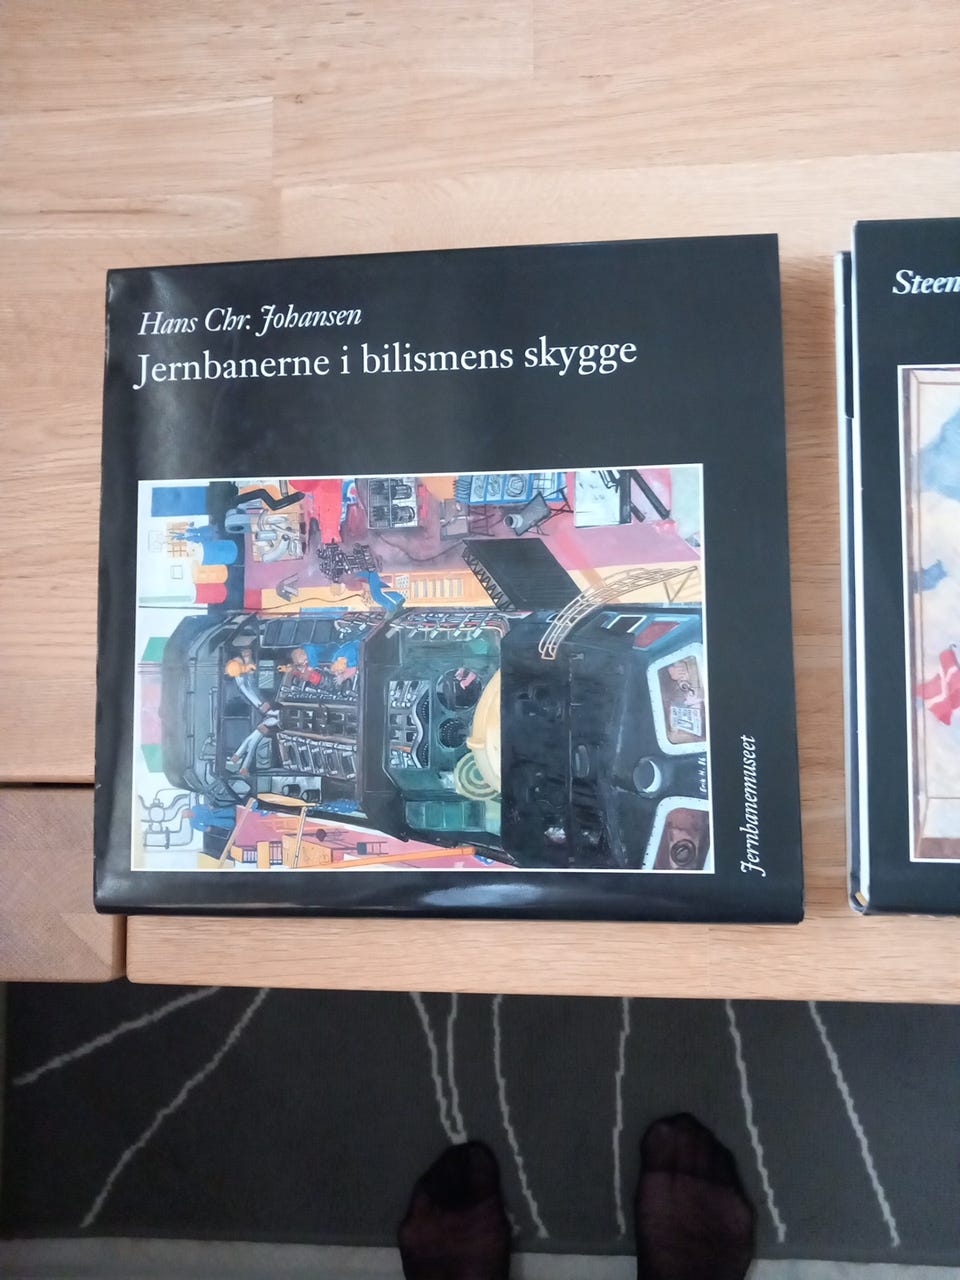 Hans Chr. Johansen
Jernbanerne i bilismens skygge
Jernbanemuseet
Steen